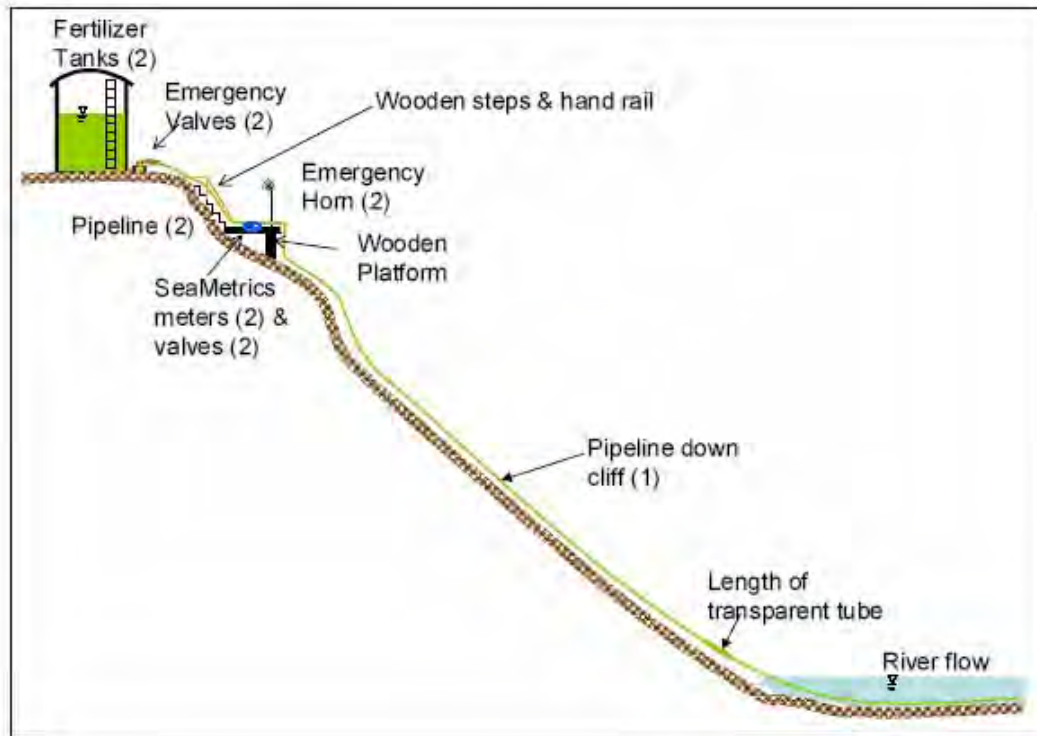 Fertilizer
Tanks (2)
Emergency
Valves (2)
Wooden steps & hand rail
Emergency
Horn (2)
Pipeline (2)
Wooden
Platform
SeaMetrics
meters (2) &
valves (2)
Pipeline down
cliff (1)
Length of
transparent tube
River flow